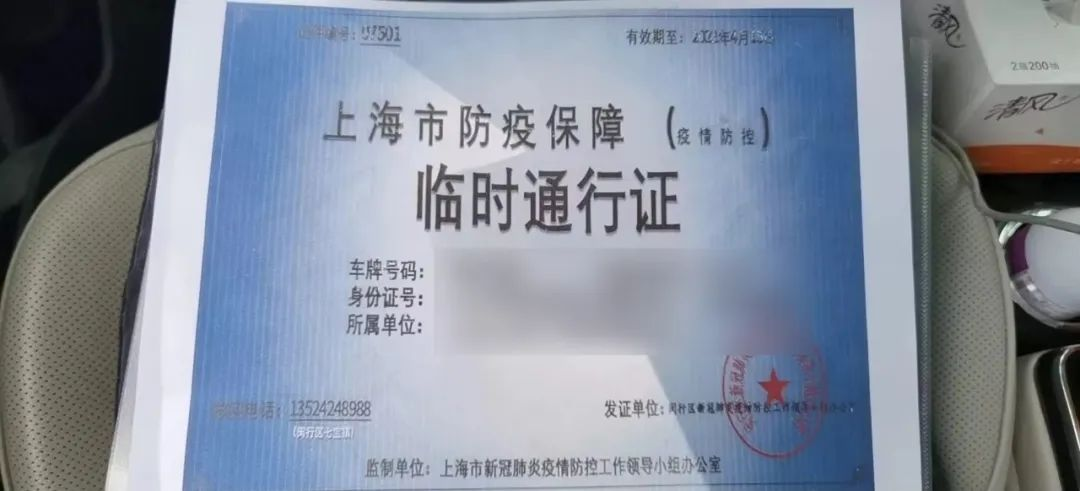 号: 07501
有效期至: 2021年4月
上海市防疫保障 (疫情防控)
临时通行证
车牌号码:
身份证号:
所属单位:
电话: 13524248988
(闵行区七宝镇)
发证单位: 闵行区新冠肺炎疫情防控工作领导小组办公室
监制单位: 上海市新冠肺炎疫情防控工作领导小组办公室
清风
2层200抽
清风